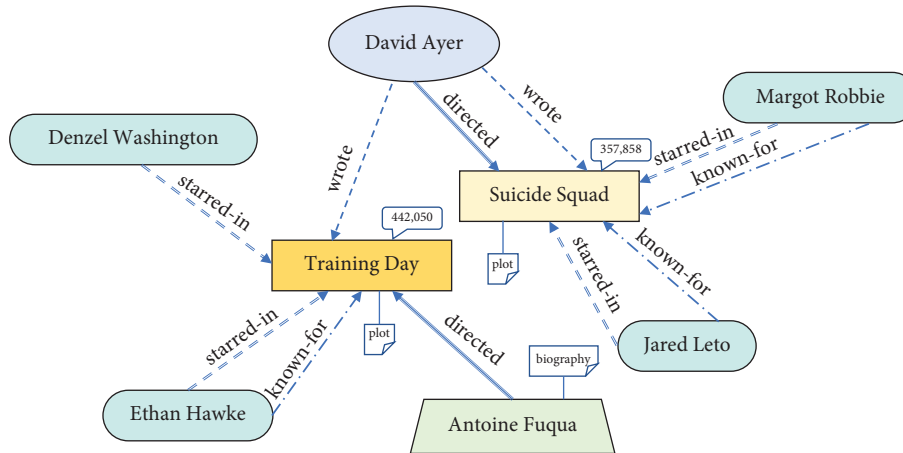 David Ayer
Margot Robbie
Denzel Washington
directed
wrote
wrote
357,858
starred-in
known-for
starred-in
Suicide Squad
442,050
Training Day
plot
known-for
starred-in
plot
starred-in
known-for
directed
biography
Jared Leto
Ethan Hawke
Antoine Fuqua